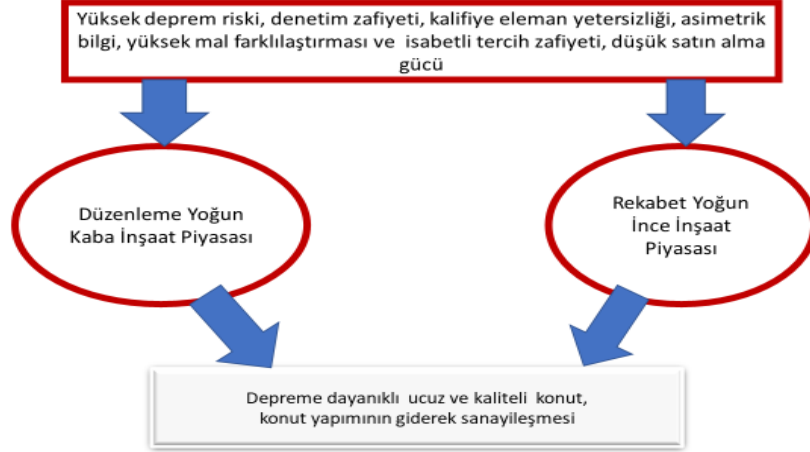 Yüksek deprem riski, denetim zafiyeti, kalifiye eleman yetersizliği, asimetrik
bilgi, yüksek mal farklılaştırması ve isabetli tercih zafiyeti, düşük satın alma
gücü
Düzenleme Yoğun
Kaba İnşaat Piyasası
Rekabet Yoğun
İnce İnşaat
Piyasası
Depreme dayanıklı ucuz ve kaliteli konut,
konut yapımının giderek sanayileşmesi